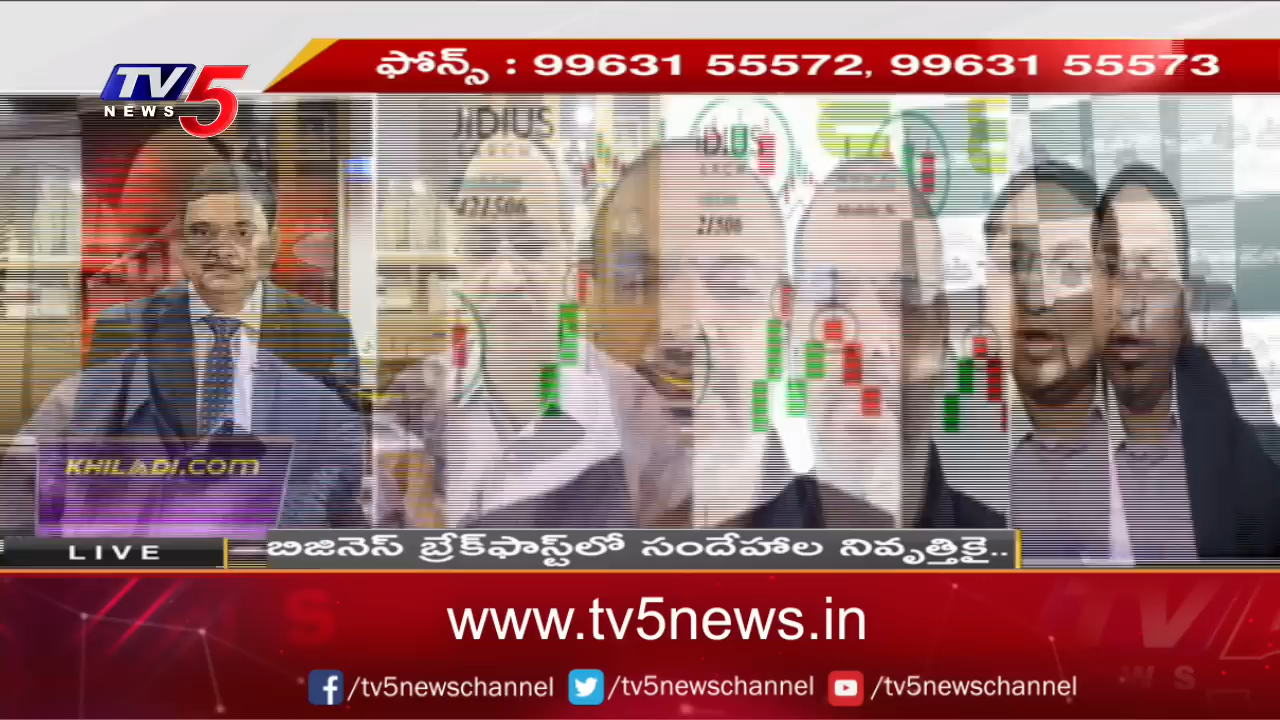 ఫోన్స్ : 99631 55572, 99631 55573
TV5
NEWS
KHILADI.com
LIVE
బిజినెస్ బ్రేక్‌ఫాస్ట్‌లో సందేహాల నివృత్తికై..
www.tv5news.in
/tv5newschannel /tv5newschannel /tv5newschannel